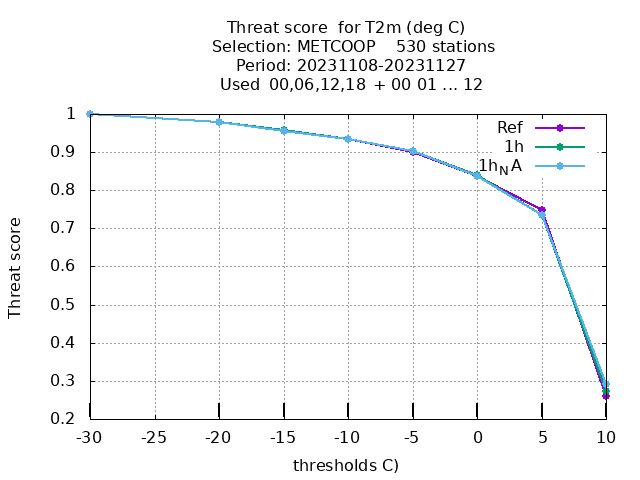 Threat score  for T2m (deg C)
Selection: METCOOP    530 stations
Period: 20231108-20231127
Used  00,06,12,18  + 00 01 ... 12
Ref
1h
1h_NA
Threat score
1
0.9
0.8
0.7
0.6
0.5
0.4
0.3
0.2
-30 -25 -20 -15 -10 -5 0 5 10
thresholds C)